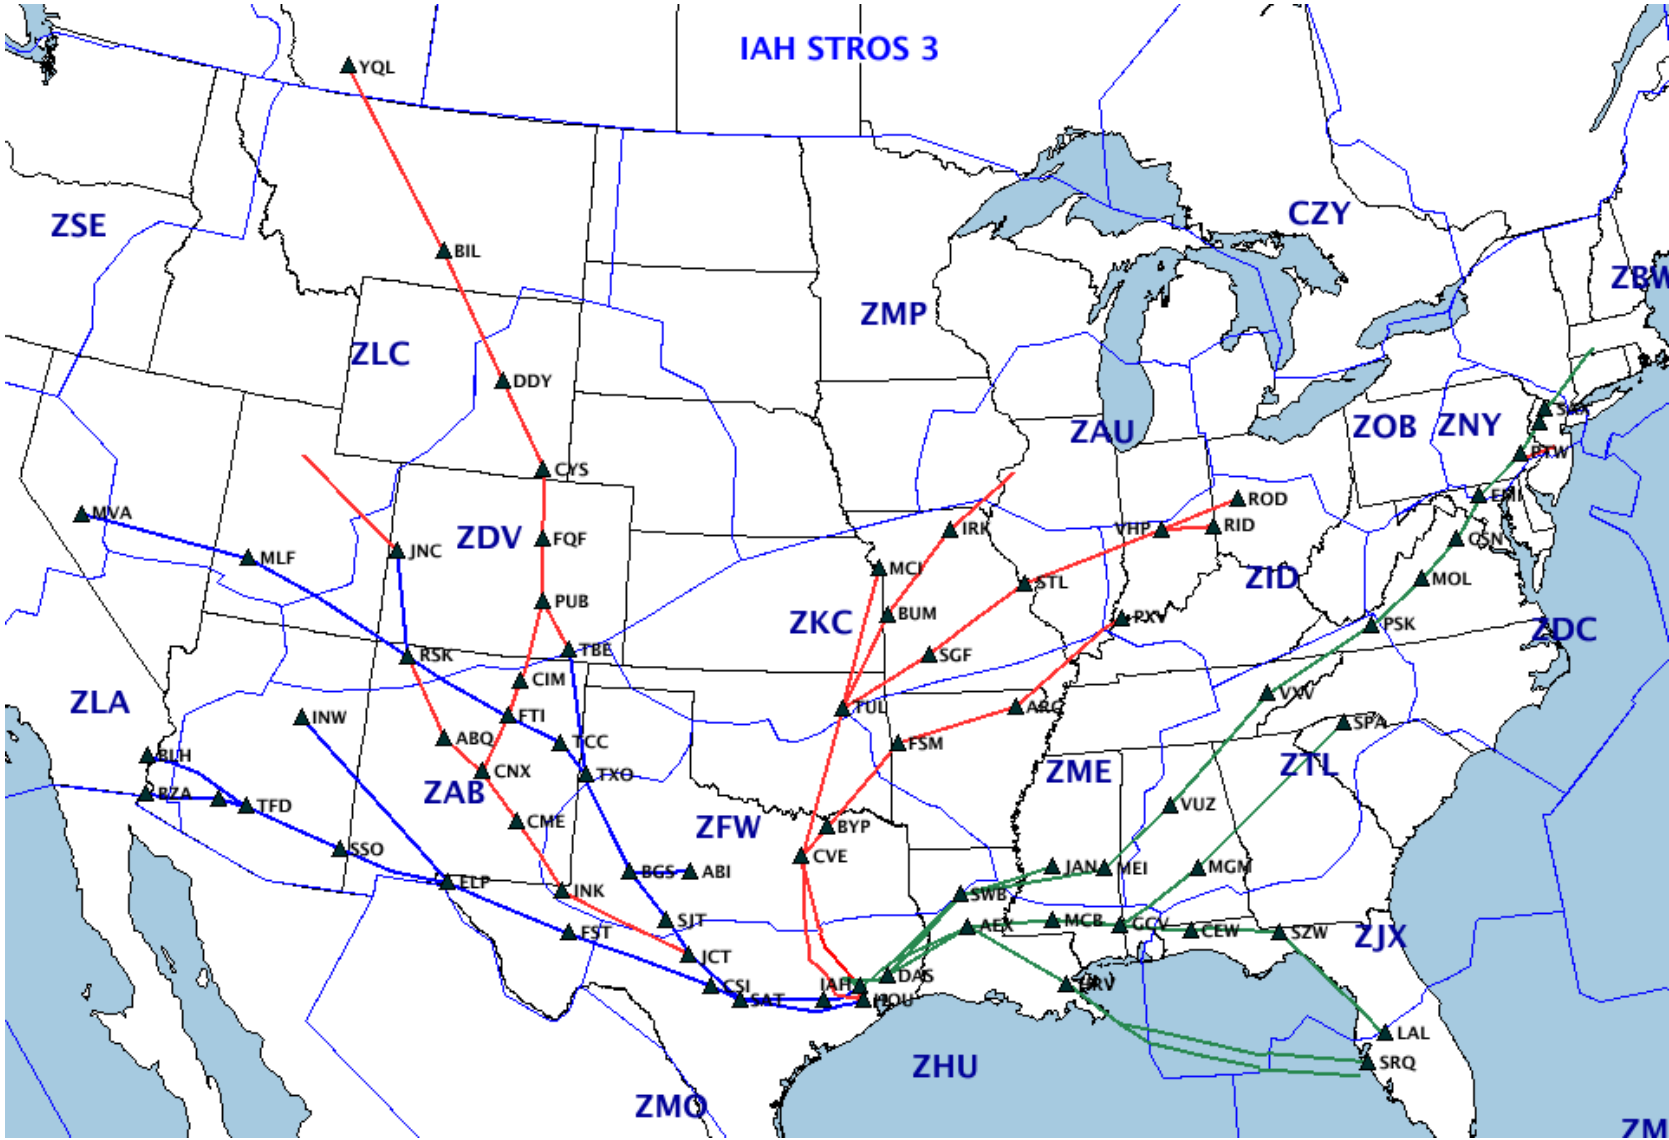 IAH STROS 3
YQL
CZY
ZSE
BIL
ZBW
ZMP
ZLC
DDY
ZAU
ZOB
ZNY
PTW
CYS
ROD
EMI
MVA
ZDV
FQF
IRK
VHP
RID
CSN
JNC
MLF
MCI
STL
ZID
MOL
PUB
BUM
PXV
ZKC
PSK
ZDC
RSK
TBE
SGF
CIM
VXV
ZLA
INW
FTI
TUL
ARG
SPA
ABQ
TCC
FSM
BLH
CNX
TXO
ZME
ZTL
ZAB
BZA
TFD
VUZ
CME
ZFW
BYP
SSO
CVE
BGS
ABI
JAN
MEI
MGM
ELP
INK
SWB
SJT
FST
AEX
MCB
GCV
CEW
SZW
ZJX
JCT
DAS
CSI
IAH
HRV
SAT
HOU
LAL
ZHU
SRQ
ZMO
ZM